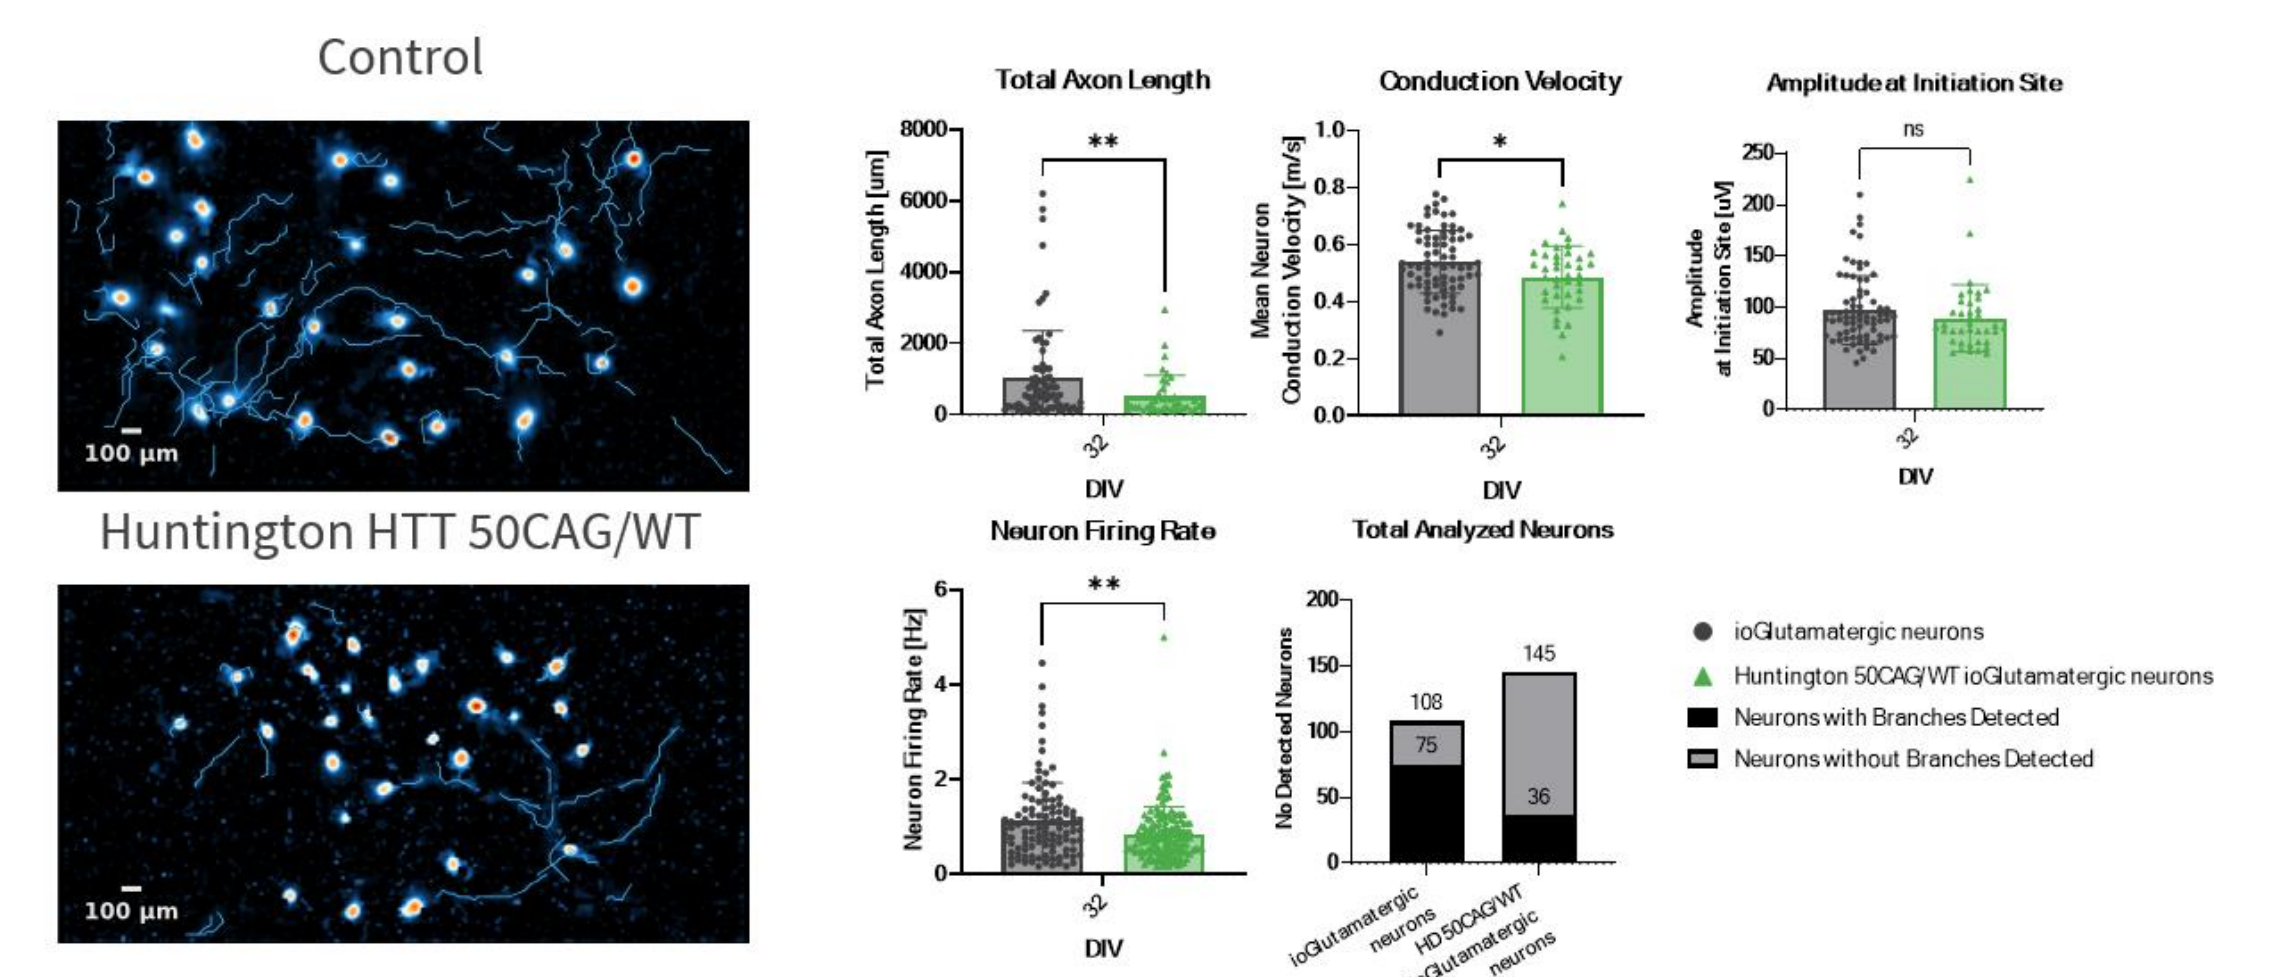 Control
100 µm
Huntington HTT 50CAG/WT
100 µm
Total Axon Length
Total Axon Length [um]
8000
6000
4000
2000
0
**
32
DIV
Conduction Velocity
Mean Neuron
Conduction Velocity [m/s]
1.0
0.8
0.6
0.4
0.2
0.0
*
32
DIV
Amplitude at Initiation Site
Amplitude
at Initiation Site [uV]
250
200
150
100
50
0
ns
32
DIV
Neuron Firing Rate
Neuron Firing Rate [Hz]
6
4
2
0
**
32
DIV
Total Analyzed Neurons
No Detected Neurons
200
150
100
50
0
108
75
145
36
ioGlutamatergic
neurons
HD 50CAG/WT
oGlutamatergic
neurons
ioGlutamatergic neurons
Huntington 50CAG/WT ioGlutamatergic neurons
Neurons with Branches Detected
Neurons without Branches Detected